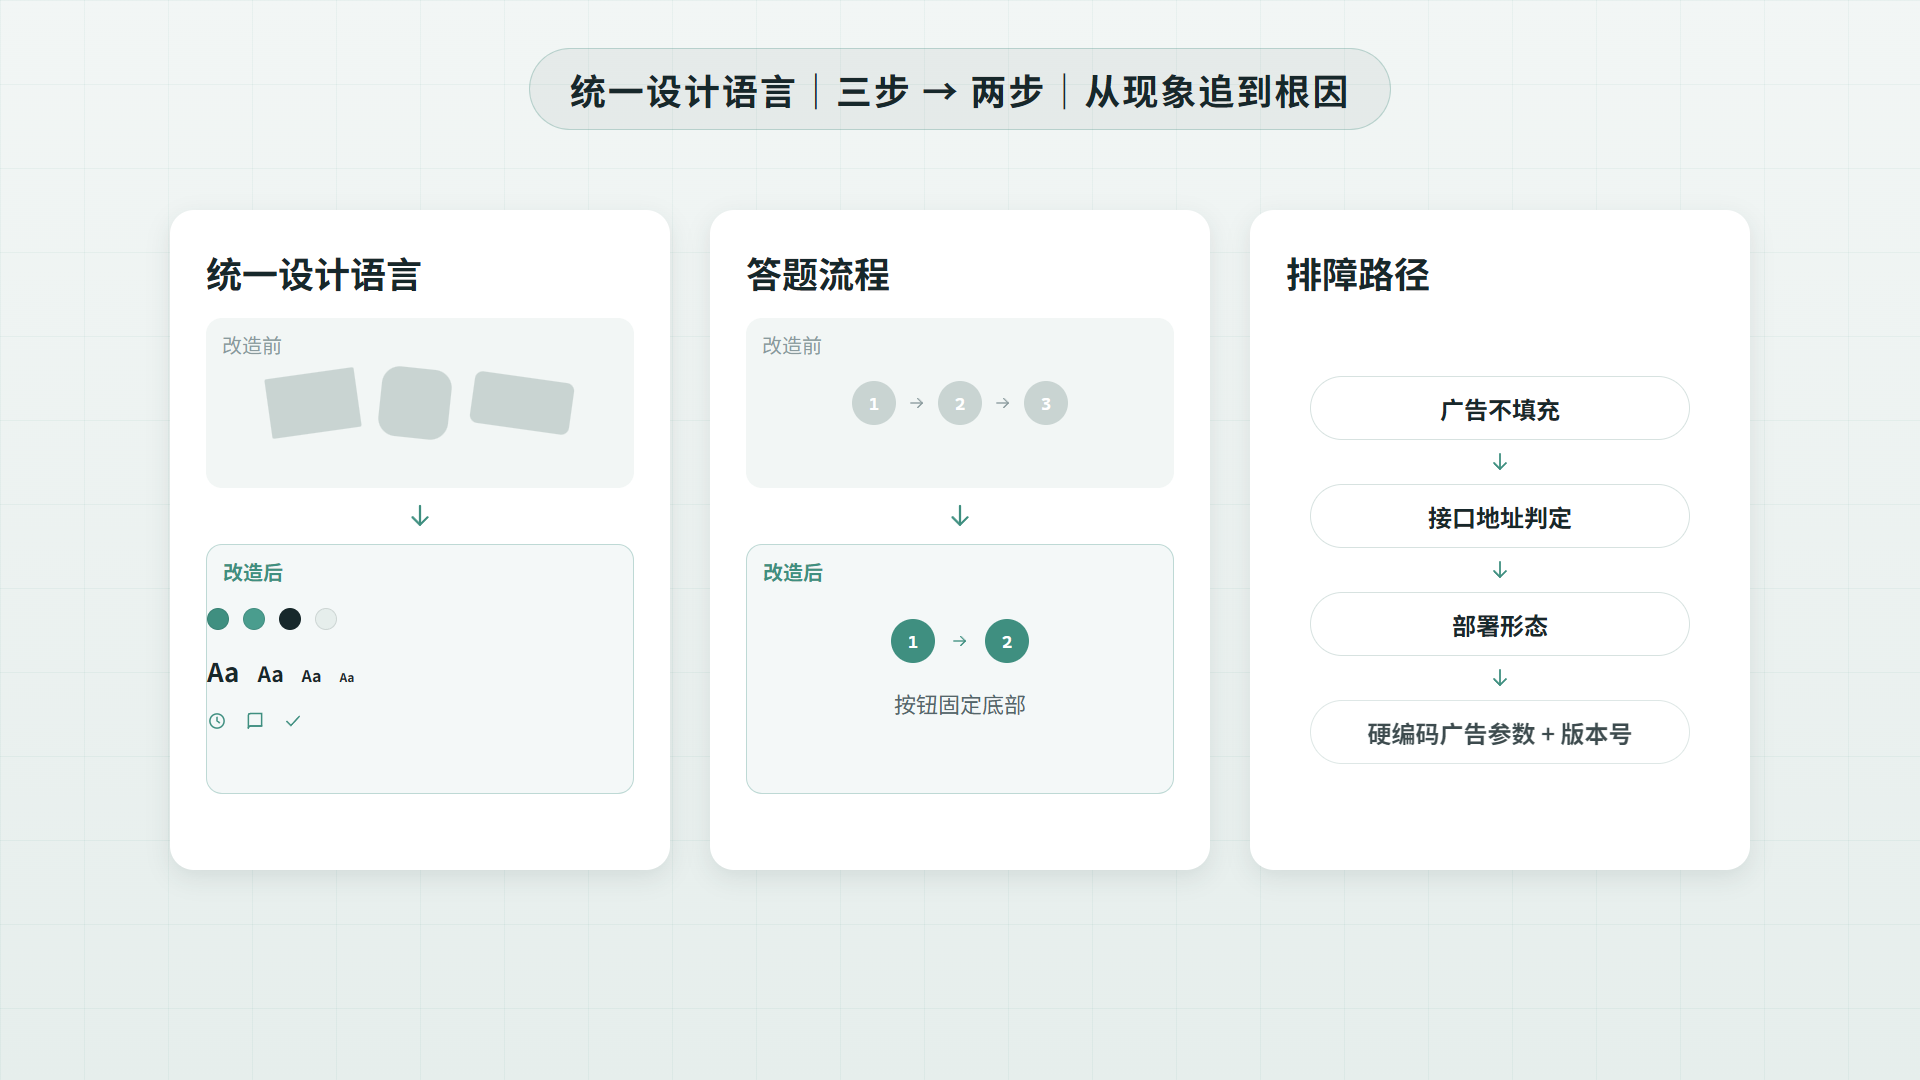 统一设计语言｜三步 → 两步｜从现象追到根因
统一设计语言
改造前
改造后
Aa Aa Aa Aa
答题流程
改造前
1 → 2 → 3
改造后
1 → 2
按钮固定底部
排障路径
广告不填充
接口地址判定
部署形态
硬编码广告参数 + 版本号